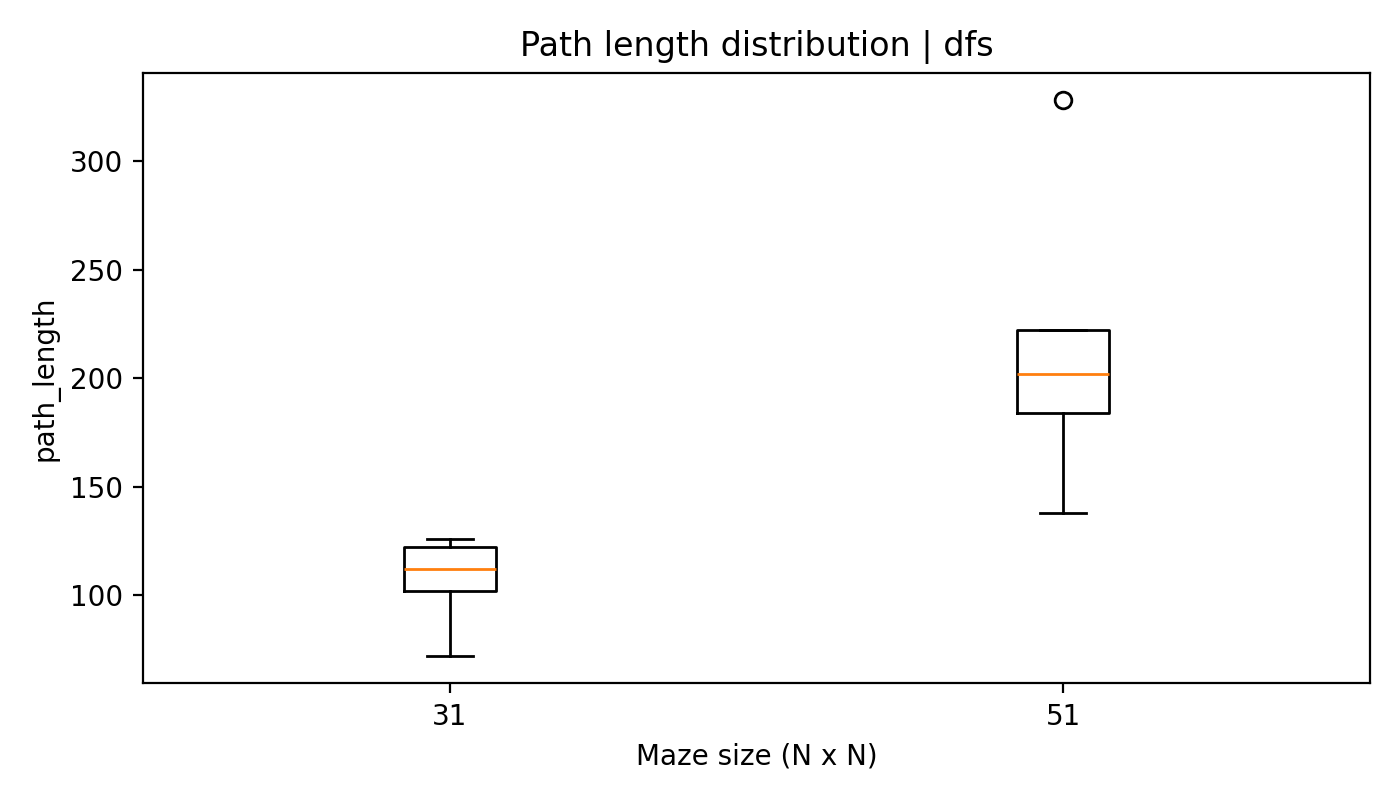 Path length distribution | dfs
path_length
300
250
200
150
100
31
51
Maze size (N x N)